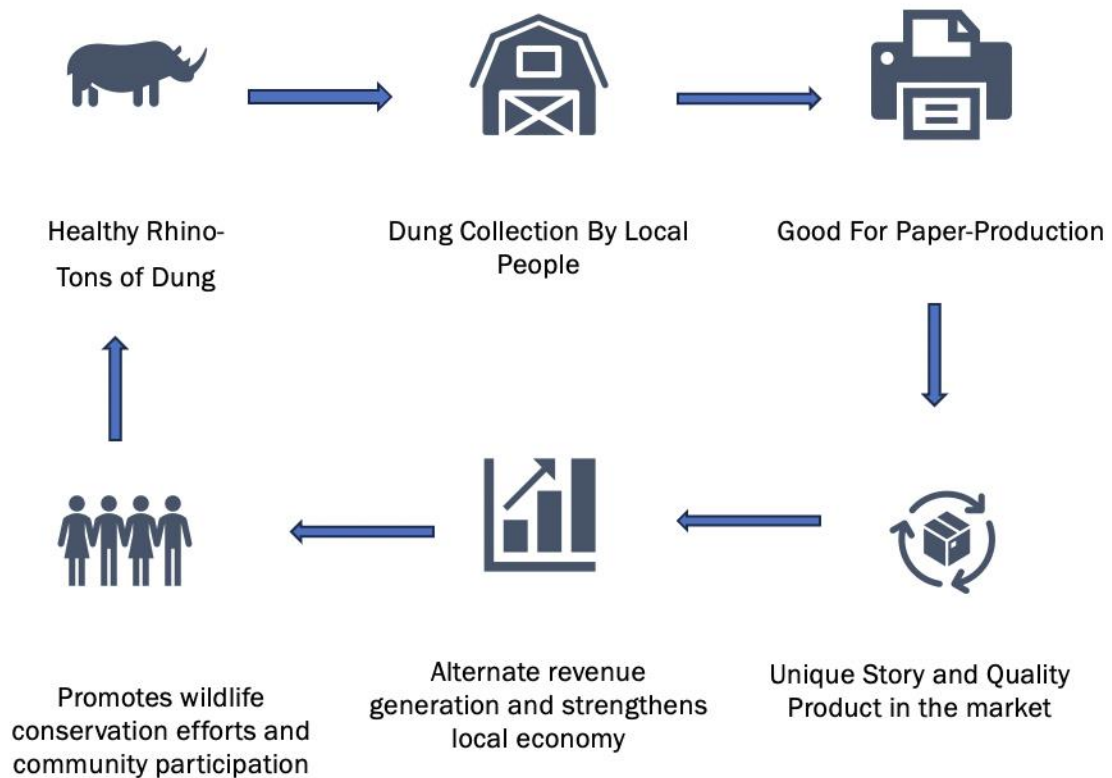 Healthy Rhino-
Tons of Dung
Dung Collection By Local
People
Good For Paper-Production
Unique Story and Quality
Product in the market
Alternate revenue
generation and strengthens
local economy
Promotes wildlife
conservation efforts and
community participation